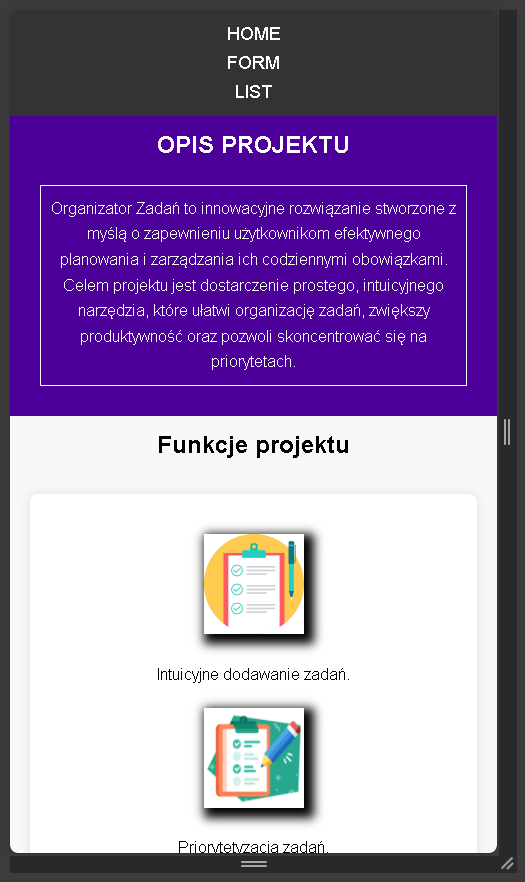 HOME
FORM
LIST
OPIS PROJEKTU
Organizator Zadań to innowacyjne rozwiązanie stworzone z
myślą o zapewnieniu użytkownikom efektywnego
planowania i zarządzania ich codziennymi obowiązkami.
Celem projektu jest dostarczenie prostego, intuicyjnego
narzędzia, które ułatwi organizację zadań, zwiększy
produktywność oraz pozwoli skoncentrować się na
priorytetach.
Funkcje projektu
Intuicyjne dodawanie zadań.
Priorytetyzacja zadań.